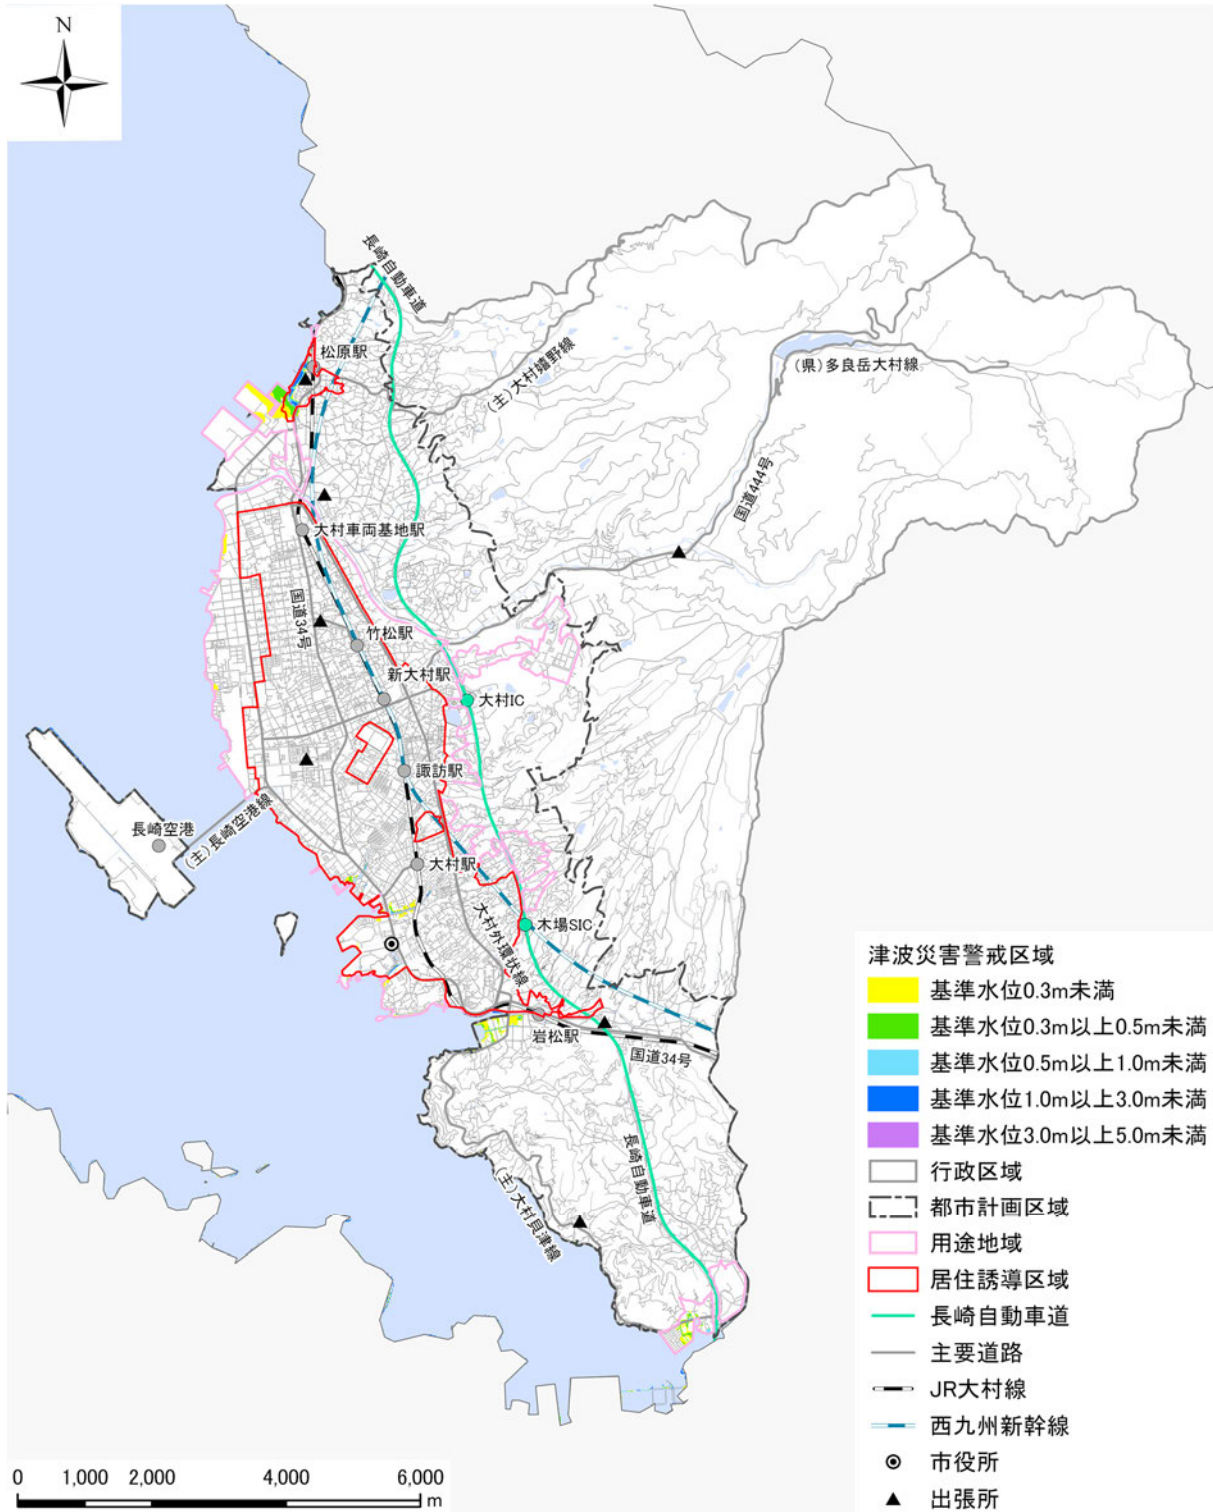 N
長崎自動車道
松原駅
(主)大村嬉野線
(県)多良岳大村線
国道444号
大村車両基地駅
国道34号
竹松駅
新大村駅
大村IC
諏訪駅
長崎空港
(主)長崎空港線
大村駅
大村外環状線
木場SIC
岩松駅
国道34号
長崎自動車道
(主)大村貝津線
津波災害警戒区域
基準水位0.3m未満
基準水位0.3m以上0.5m未満
基準水位0.5m以上1.0m未満
基準水位1.0m以上3.0m未満
基準水位3.0m以上5.0m未満
行政区域
都市計画区域
用途地域
居住誘導区域
長崎自動車道
主要道路
JR大村線
西九州新幹線
市役所
出張所
0 1,000 2,000 4,000 6,000
m